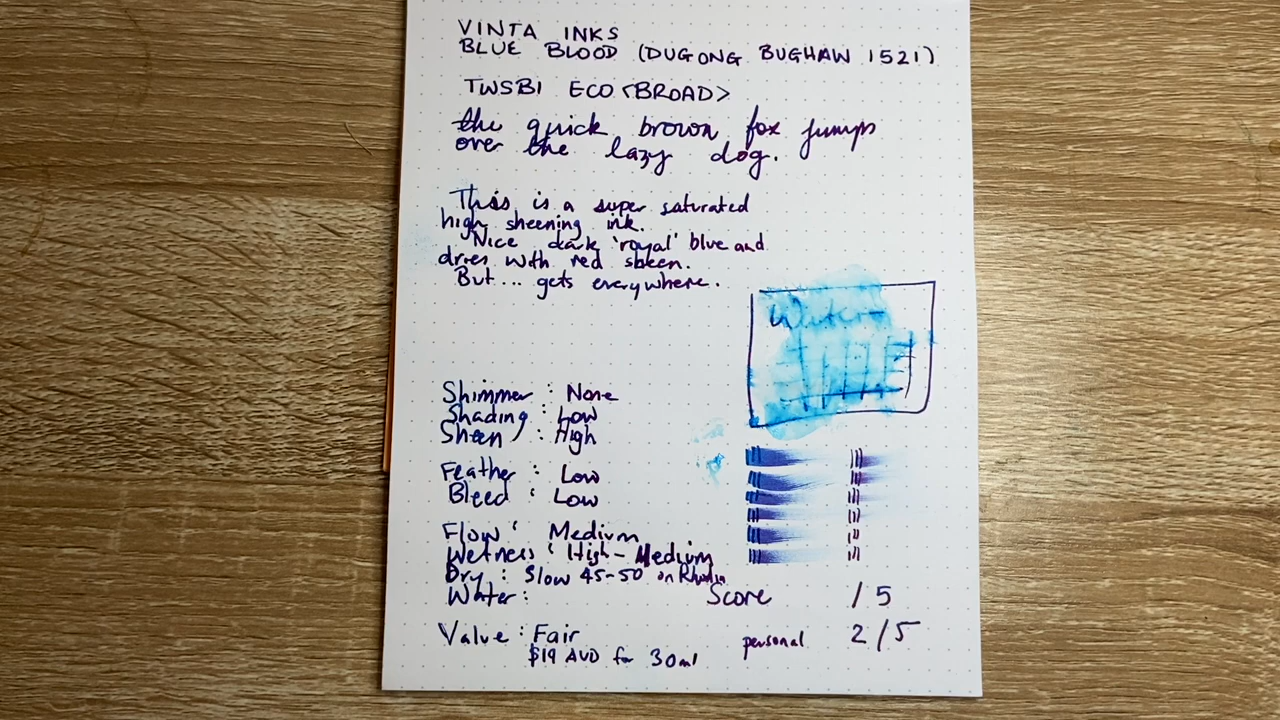 VINTA INKS
BLUE BLOOD (DUGONG BUGHAW 1521)
TWSBI ECO <BROAD>
the quick brown fox jumps
over the lazy dog.
This is a super saturated
high sheening ink.
Nice dark 'royal' blue and
dries with red sheen.
But... gets everywhere.
Water
Shimmer : None
Shading : Low
Sheen : High
Feather : Low
Bleed : Low
Flow : Medium
Wetness : High-Medium
Dry : Slow 45-50 on Rhodia
Water :
Score /5
Value : Fair
$19 AUD for 30ml
personal 2/5